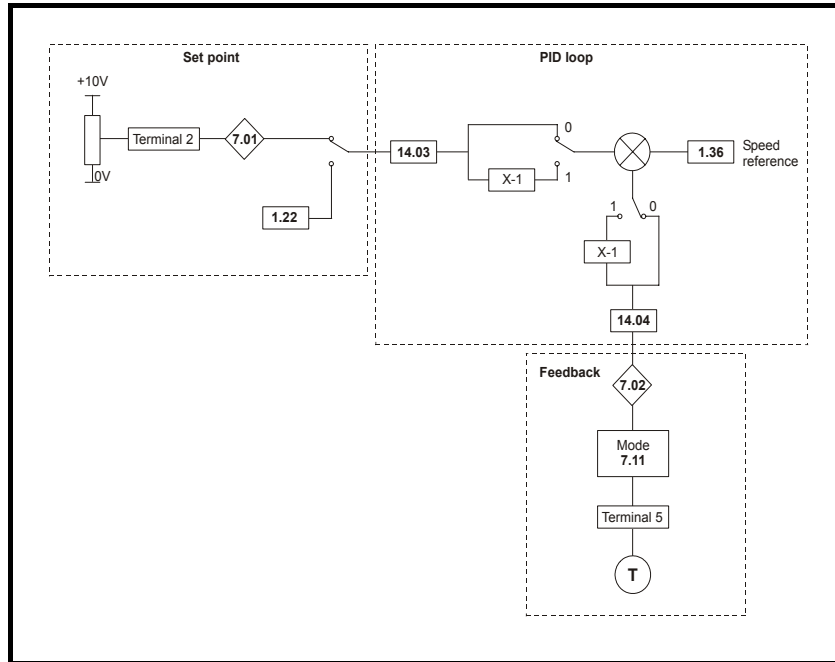 Set point
PID loop
+10V
Terminal 2
7.01
0V
1.22
14.03
0
X-1
1
1.36
Speed
reference
1
0
X-1
14.04
Feedback
7.02
Mode
7.11
Terminal 5
T